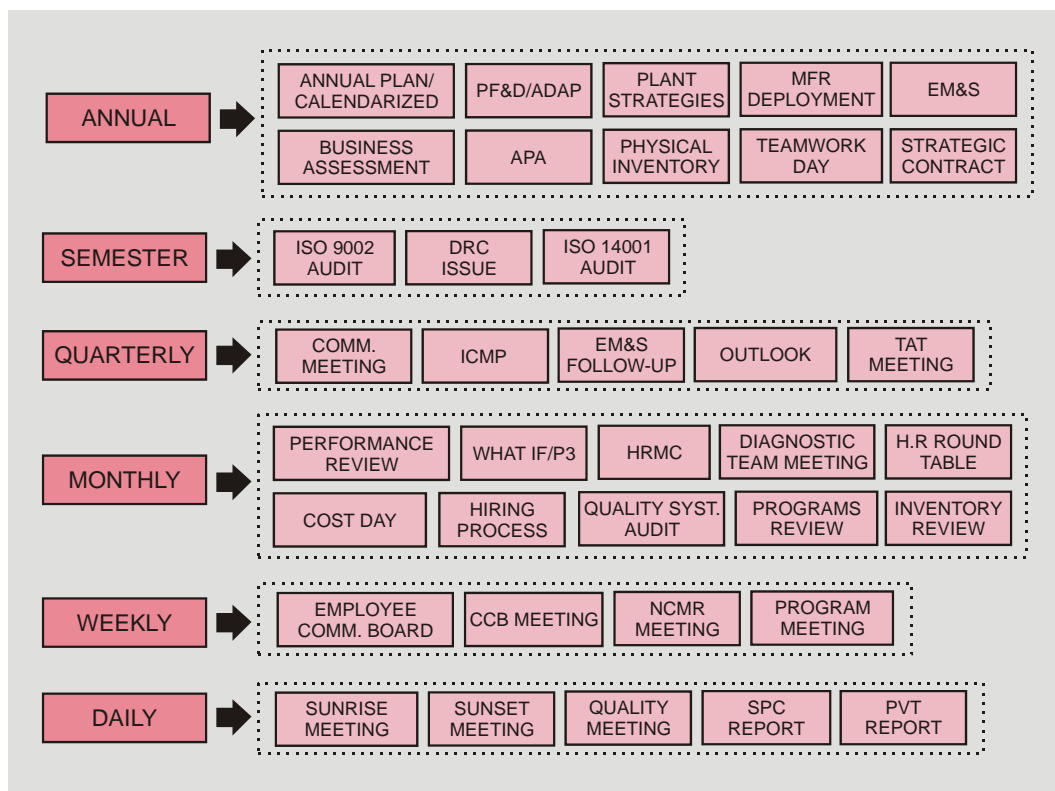 ANNUAL
ANNUAL PLAN/
CALENDARIZED
PF&D/ADAP
PLANT
STRATEGIES
MFR
DEPLOYMENT
EM&S
BUSINESS
ASSESSMENT
APA
PHYSICAL
INVENTORY
TEAMWORK
DAY
STRATEGIC
CONTRACT
SEMESTER
ISO 9002
AUDIT
DRC
ISSUE
ISO 14001
AUDIT
QUARTERLY
COMM.
MEETING
ICMP
EM&S
FOLLOW-UP
OUTLOOK
TAT
MEETING
MONTHLY
PERFORMANCE
REVIEW
WHAT IF/P3
HRMC
DIAGNOSTIC
TEAM MEETING
H.R ROUND
TABLE
COST DAY
HIRING
PROCESS
QUALITY SYST.
AUDIT
PROGRAMS
REVIEW
INVENTORY
REVIEW
WEEKLY
EMPLOYEE
COMM. BOARD
CCB MEETING
NCMR
MEETING
PROGRAM
MEETING
DAILY
SUNRISE
MEETING
SUNSET
MEETING
QUALITY
MEETING
SPC
REPORT
PVT
REPORT